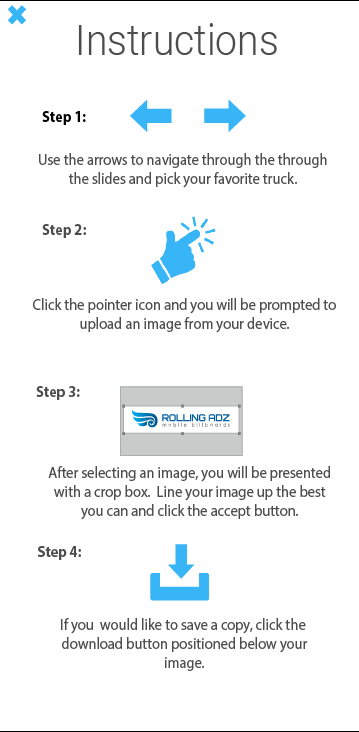 Instructions
Step 1:
Use the arrows to navigate through the through
the slides and pick your favorite truck.
Step 2:
Click the pointer icon and you will be prompted to
upload an image from your device.
Step 3:
ROLLING ADZ
mobile billboards
After selecting an image, you will be presented
with a crop box. Line your image up the best
you can and click the accept button.
Step 4:
If you would like to save a copy, click the
download button positioned below your
image.